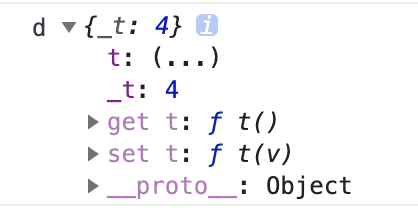 d ▼{_t: 4} i
t: (...)
_t: 4
▶get t: ƒ t()
▶set t: ƒ t(v)
▶__proto__: Object